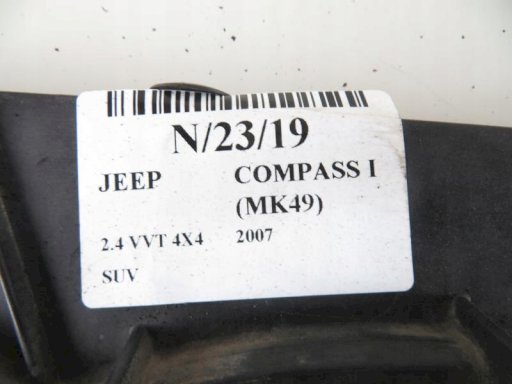 N/23/19
JEEP COMPASS I
(MK49)
2.4 VVT 4X4 2007
SUV